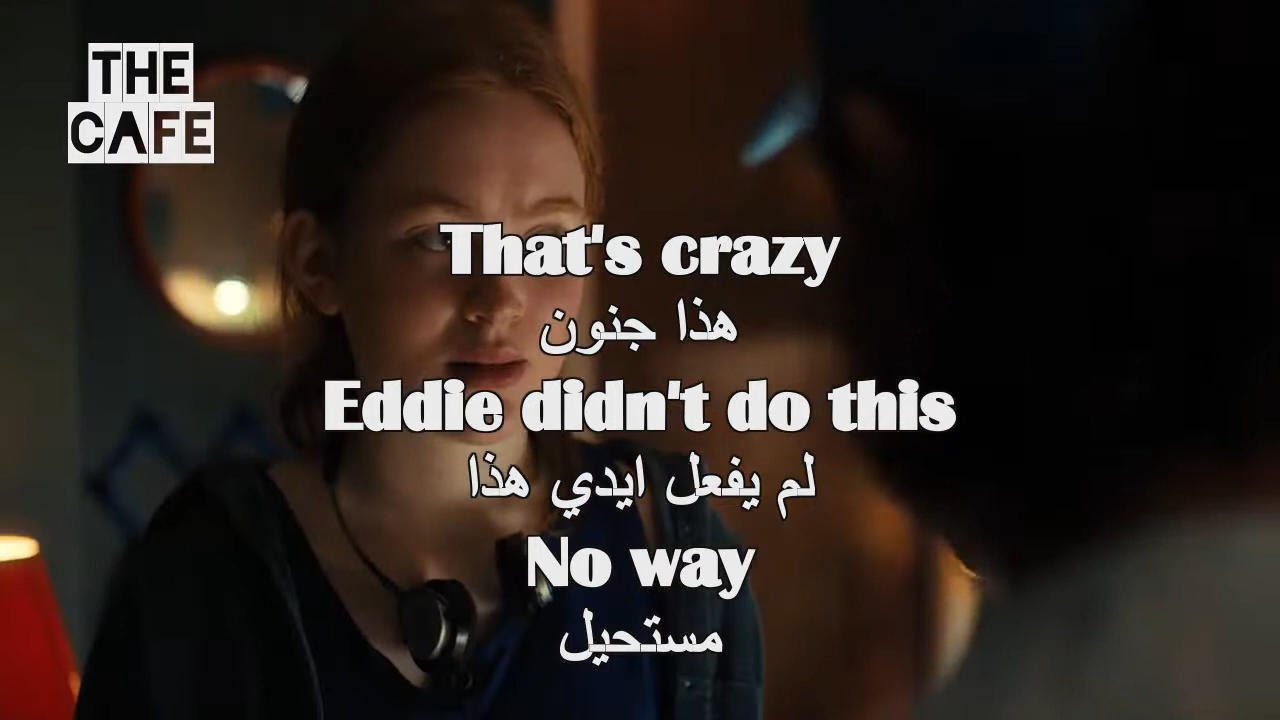 THE
CAFE
That's crazy
هذا جنون
Eddie didn't do this
لم يفعل ايدي هذا
No way
مستحيل